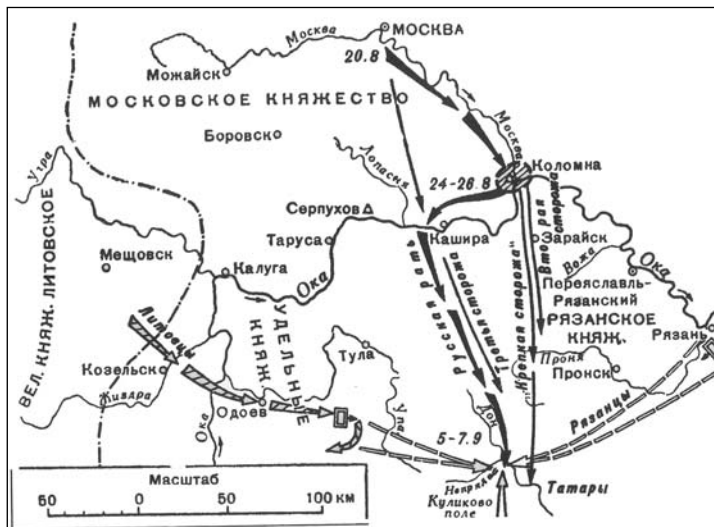 Москва
МОСКВА
20.8
Можайск
МОСКОВСКОЕ КНЯЖЕСТВО
Боровск
Москва
Угра
Лопасня
24-26.8
Коломна
Серпухов
Кашира
Таруса
Ока
Мещовск
Калуга
"Крепкая сторожа"
Вторая сторожа
Зарайск
Вожа
Ока
Переяславль-
Рязанский
РЯЗАНСКОЕ
КНЯЖ.
Рязань
ВЕЛ. КНЯЖ. ЛИТОВСКОЕ
Литовцы
УДЕЛЬНЫЕ
КНЯЖ.
Русская Рать
Третья сторожа
Тула
Упа
Козельск
Жиздра
Одоев
Ока
Проня
Пронск
Рязанцы
Дон
5-7.9
Непрядва
Куликово
поле
Татары
Масштаб
50 0 50 100 км